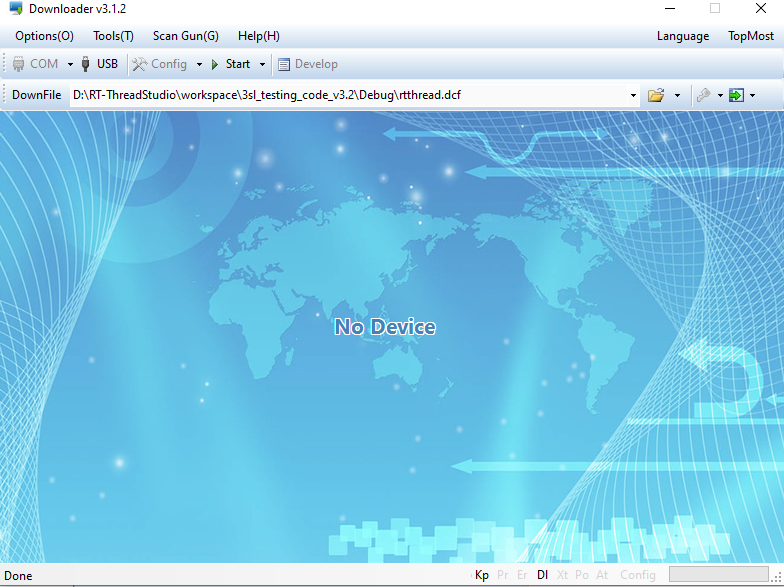 Downloader v3.1.2
Options(O) Tools(T) Scan Gun(G) Help(H) Language TopMost
COM USB Config Start Develop
DownFile D:\RT-ThreadStudio\workspace\3sl_testing_code_v3.2\Debug\rtthread.dcf
No Device
Done Kp Pr Er Dl Xt Po At Config